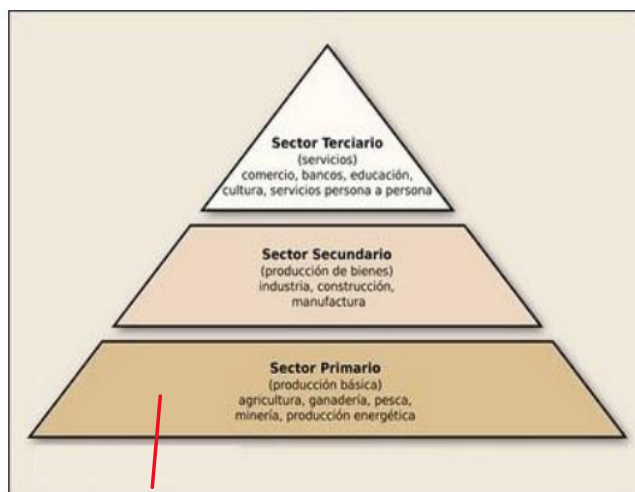 Sector Terciario
(servicios)
comercio, bancos, educación,
cultura, servicios persona a persona
Sector Secundario
(producción de bienes)
industria, construcción,
manufactura
Sector Primario
(producción básica)
agricultura, ganadería, pesca,
minería, producción energética